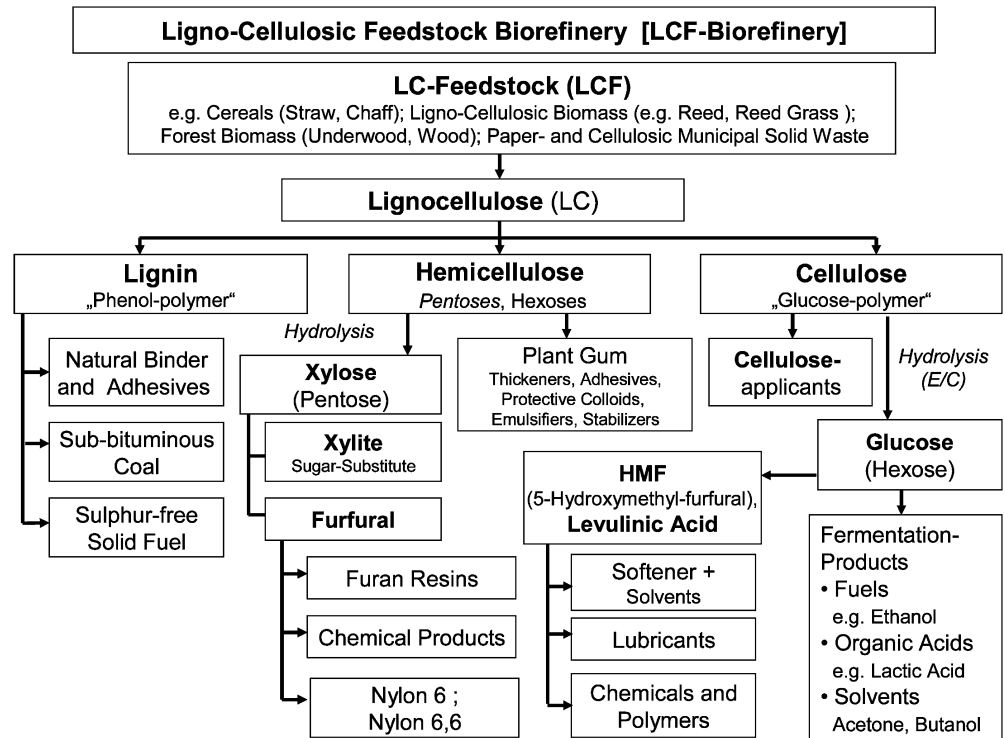 Ligno-Cellulosic Feedstock Biorefinery [LCF-Biorefinery]
LC-Feedstock (LCF)
e.g. Cereals (Straw, Chaff); Ligno-Cellulosic Biomass (e.g. Reed, Reed Grass );
Forest Biomass (Underwood, Wood); Paper- and Cellulosic Municipal Solid Waste
Lignocellulose (LC)
Lignin
„Phenol-polymer“
Hemicellulose
Pentoses, Hexoses
Cellulose
„Glucose-polymer“
Natural Binder
and Adhesives
Sub-bituminous
Coal
Sulphur-free
Solid Fuel
Hydrolysis
Xylose
(Pentose)
Xylite
Sugar-Substitute
Furfural
Furan Resins
Chemical Products
Nylon 6 ;
Nylon 6,6
Plant Gum
Thickeners, Adhesives,
Protective Colloids,
Emulsifiers, Stabilizers
Cellulose-
applicants
Hydrolysis
(E/C)
Glucose
(Hexose)
HMF
(5-Hydroxymethyl-furfural),
Levulinic Acid
Softener +
Solvents
Lubricants
Chemicals and
Polymers
Fermentation-
Products
• Fuels
e.g. Ethanol
• Organic Acids
e.g. Lactic Acid
• Solvents
Acetone, Butanol